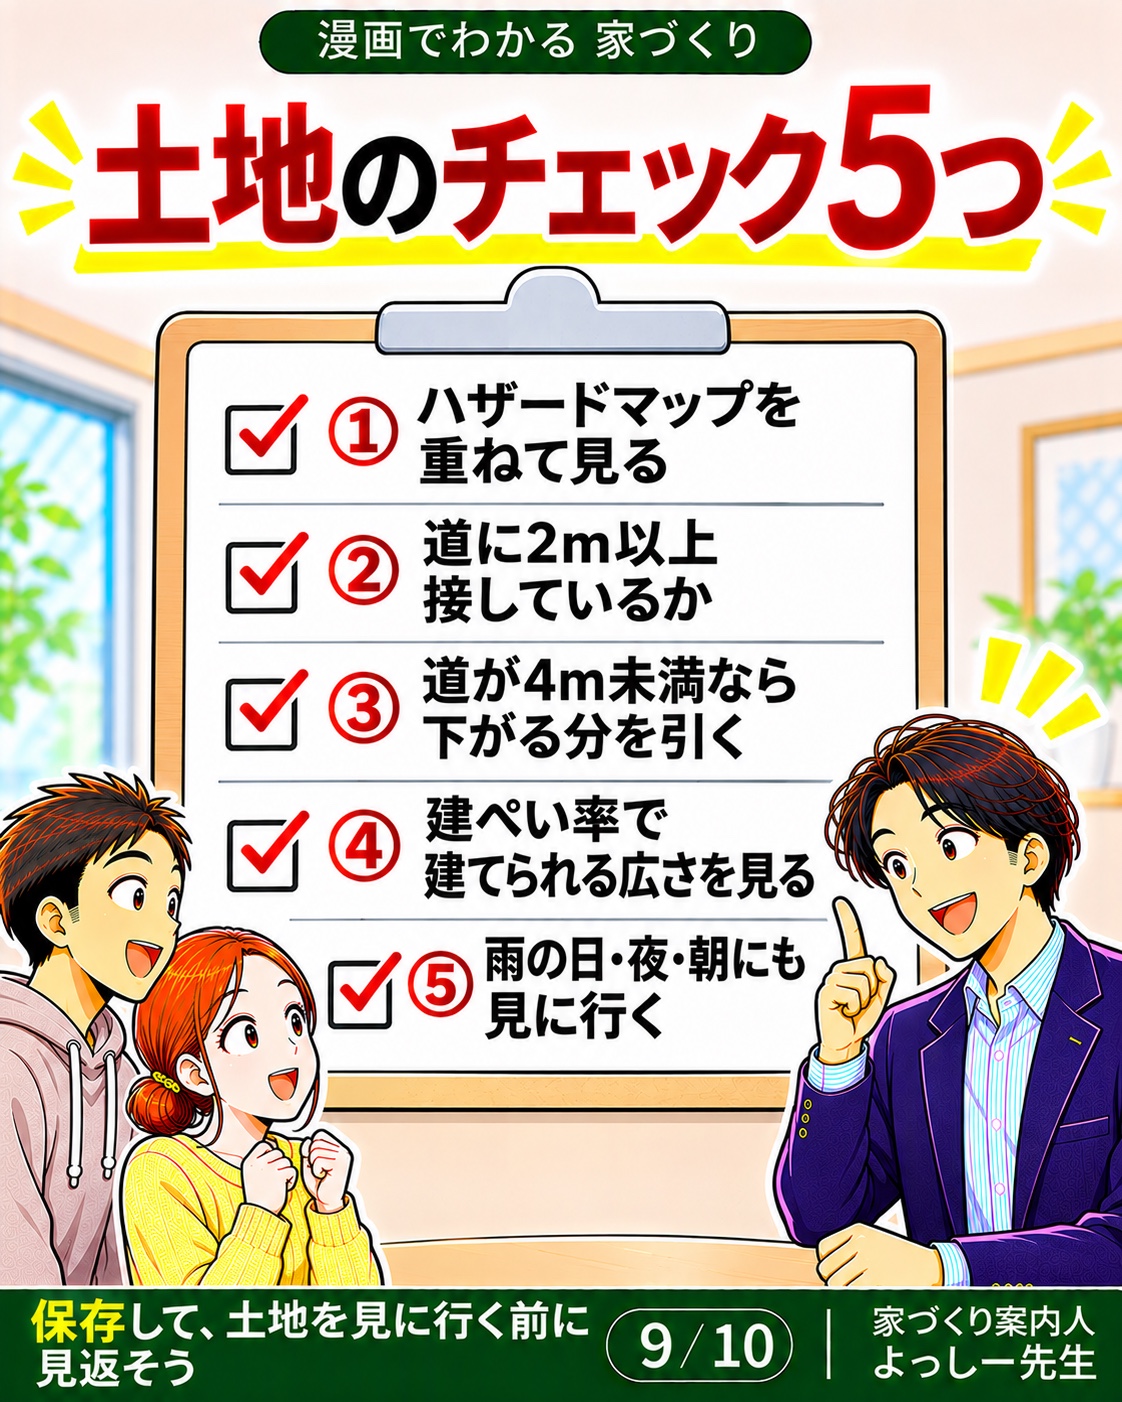 漫画でわかる 家づくり
土地のチェック5つ
① ハザードマップを
重ねて見る
② 道に2m以上
接しているか
③ 道が4m未満なら
下がる分を引く
④ 建ぺい率で
建てられる広さを見る
⑤ 雨の日・夜・朝にも
見に行く
保存して、土地を見に行く前に
見返そう
9/10
家づくり案内人
よっしー先生